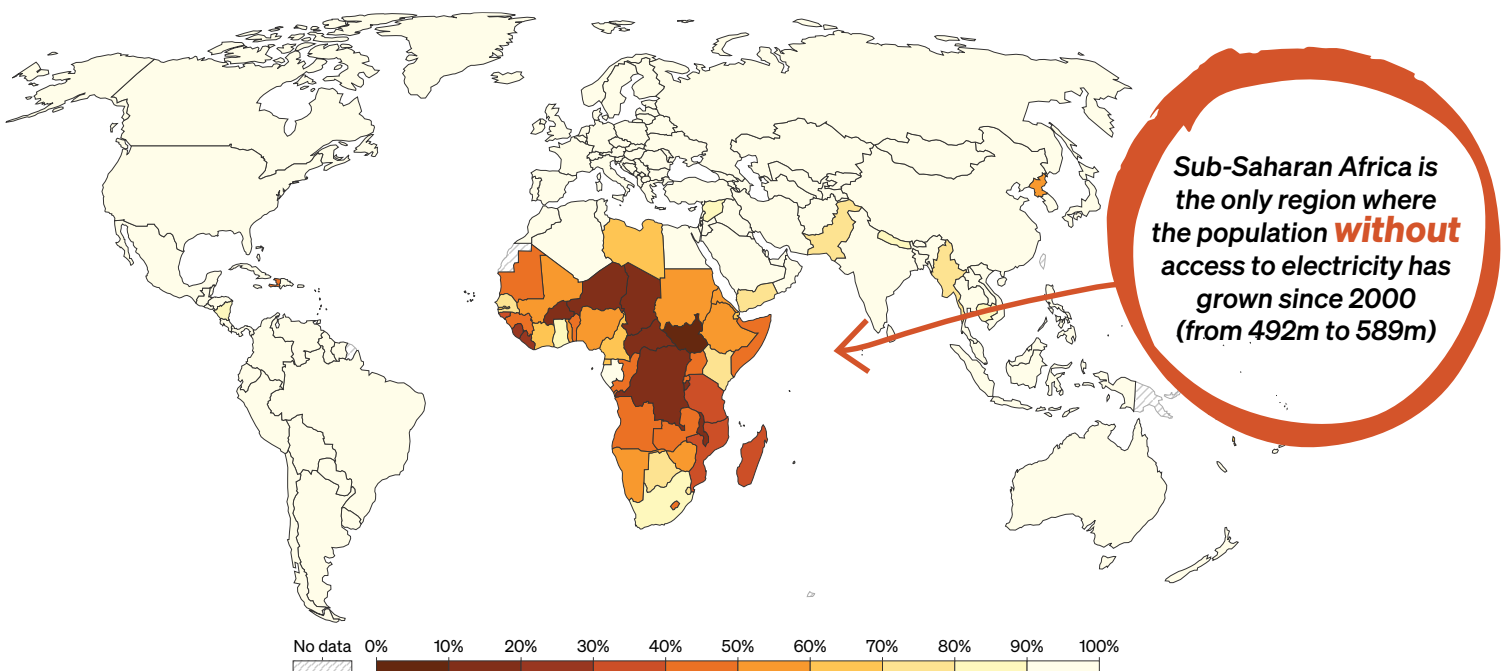 Sub-Saharan Africa is
the only region where
the population without
access to electricity has
grown since 2000
(from 492m to 589m)
No data 0% 10% 20% 30% 40% 50% 60% 70% 80% 90% 100%